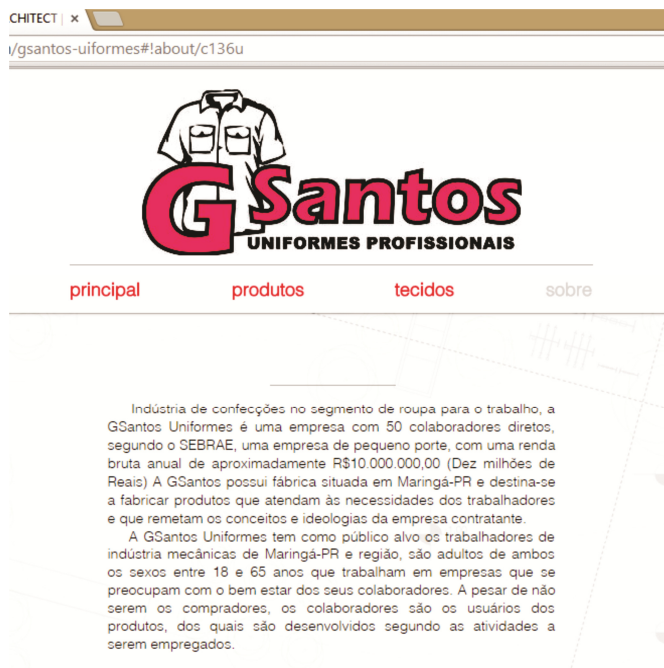 CHITECT | ×
/gsantos-uiformes#!about/c136u
GSantos
UNIFORMES PROFISSIONAIS
principal produtos tecidos sobre
Indústria de confecções no segmento de roupa para o trabalho, a
GSantos Uniformes é uma empresa com 50 colaboradores diretos,
segundo o SEBRAE, uma empresa de pequeno porte, com uma renda
bruta anual de aproximadamente R$10.000.000,00 (Dez milhões de
Reais) A GSantos possui fábrica situada em Maringá-PR e destina-se
a fabricar produtos que atendam às necessidades dos trabalhadores
e que remetam os conceitos e ideologias da empresa contratante.
A GSantos Uniformes tem como público alvo os trabalhadores de
indústria mecânicas de Maringá-PR e região, são adultos de ambos
os sexos entre 18 e 65 anos que trabalham em empresas que se
preocupam com o bem estar dos seus colaboradores. A pesar de não
serem os compradores, os colaboradores são os usuários dos
produtos, dos quais são desenvolvidos segundo as atividades a
serem empregados.